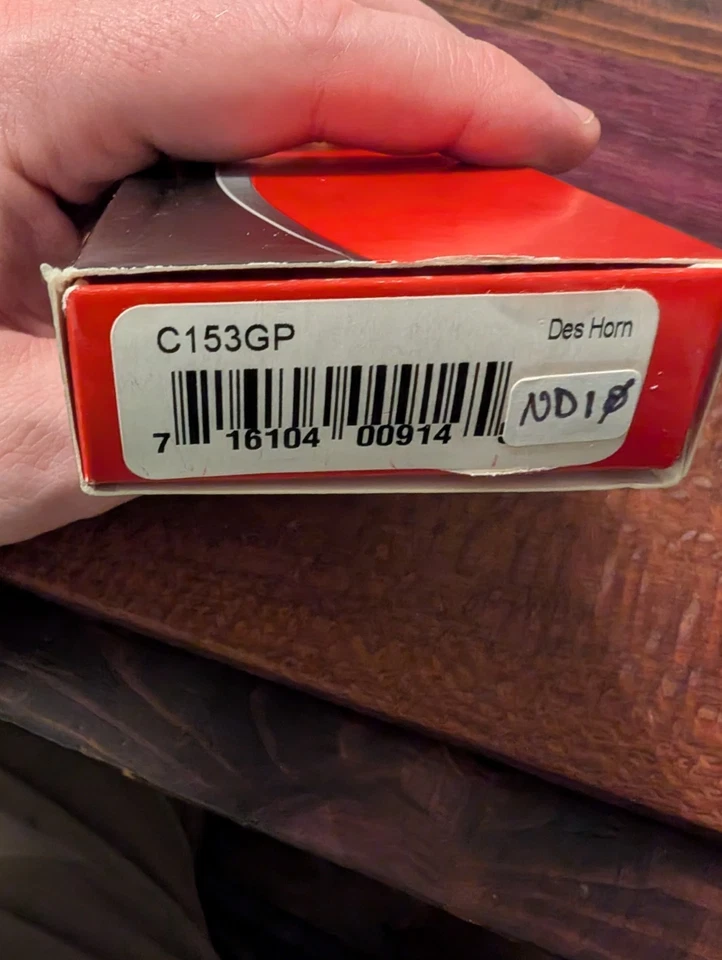 C153GP Des Horn
7 16104 00914
ND1Ø